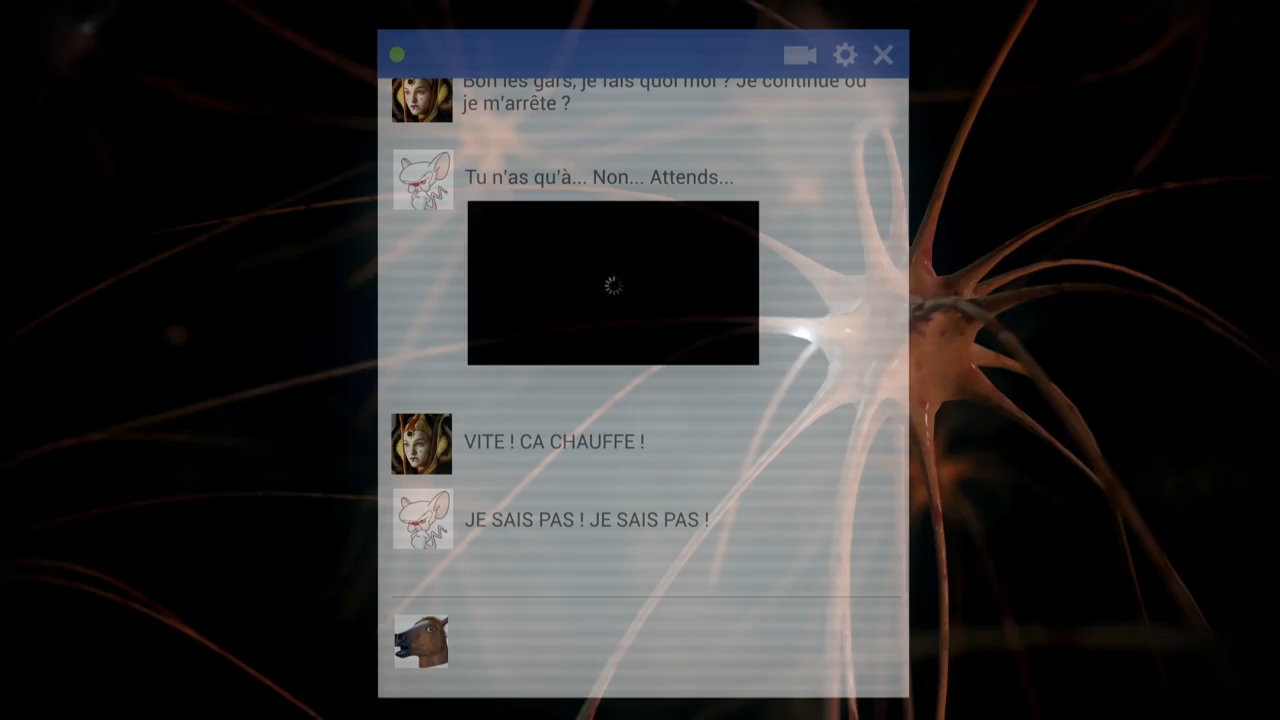 Bon les gars, je fais quoi moi ? Je continue ou
je m'arrête ?
Tu n'as qu'à... Non... Attends...
VITE ! CA CHAUFFE !
JE SAIS PAS ! JE SAIS PAS !